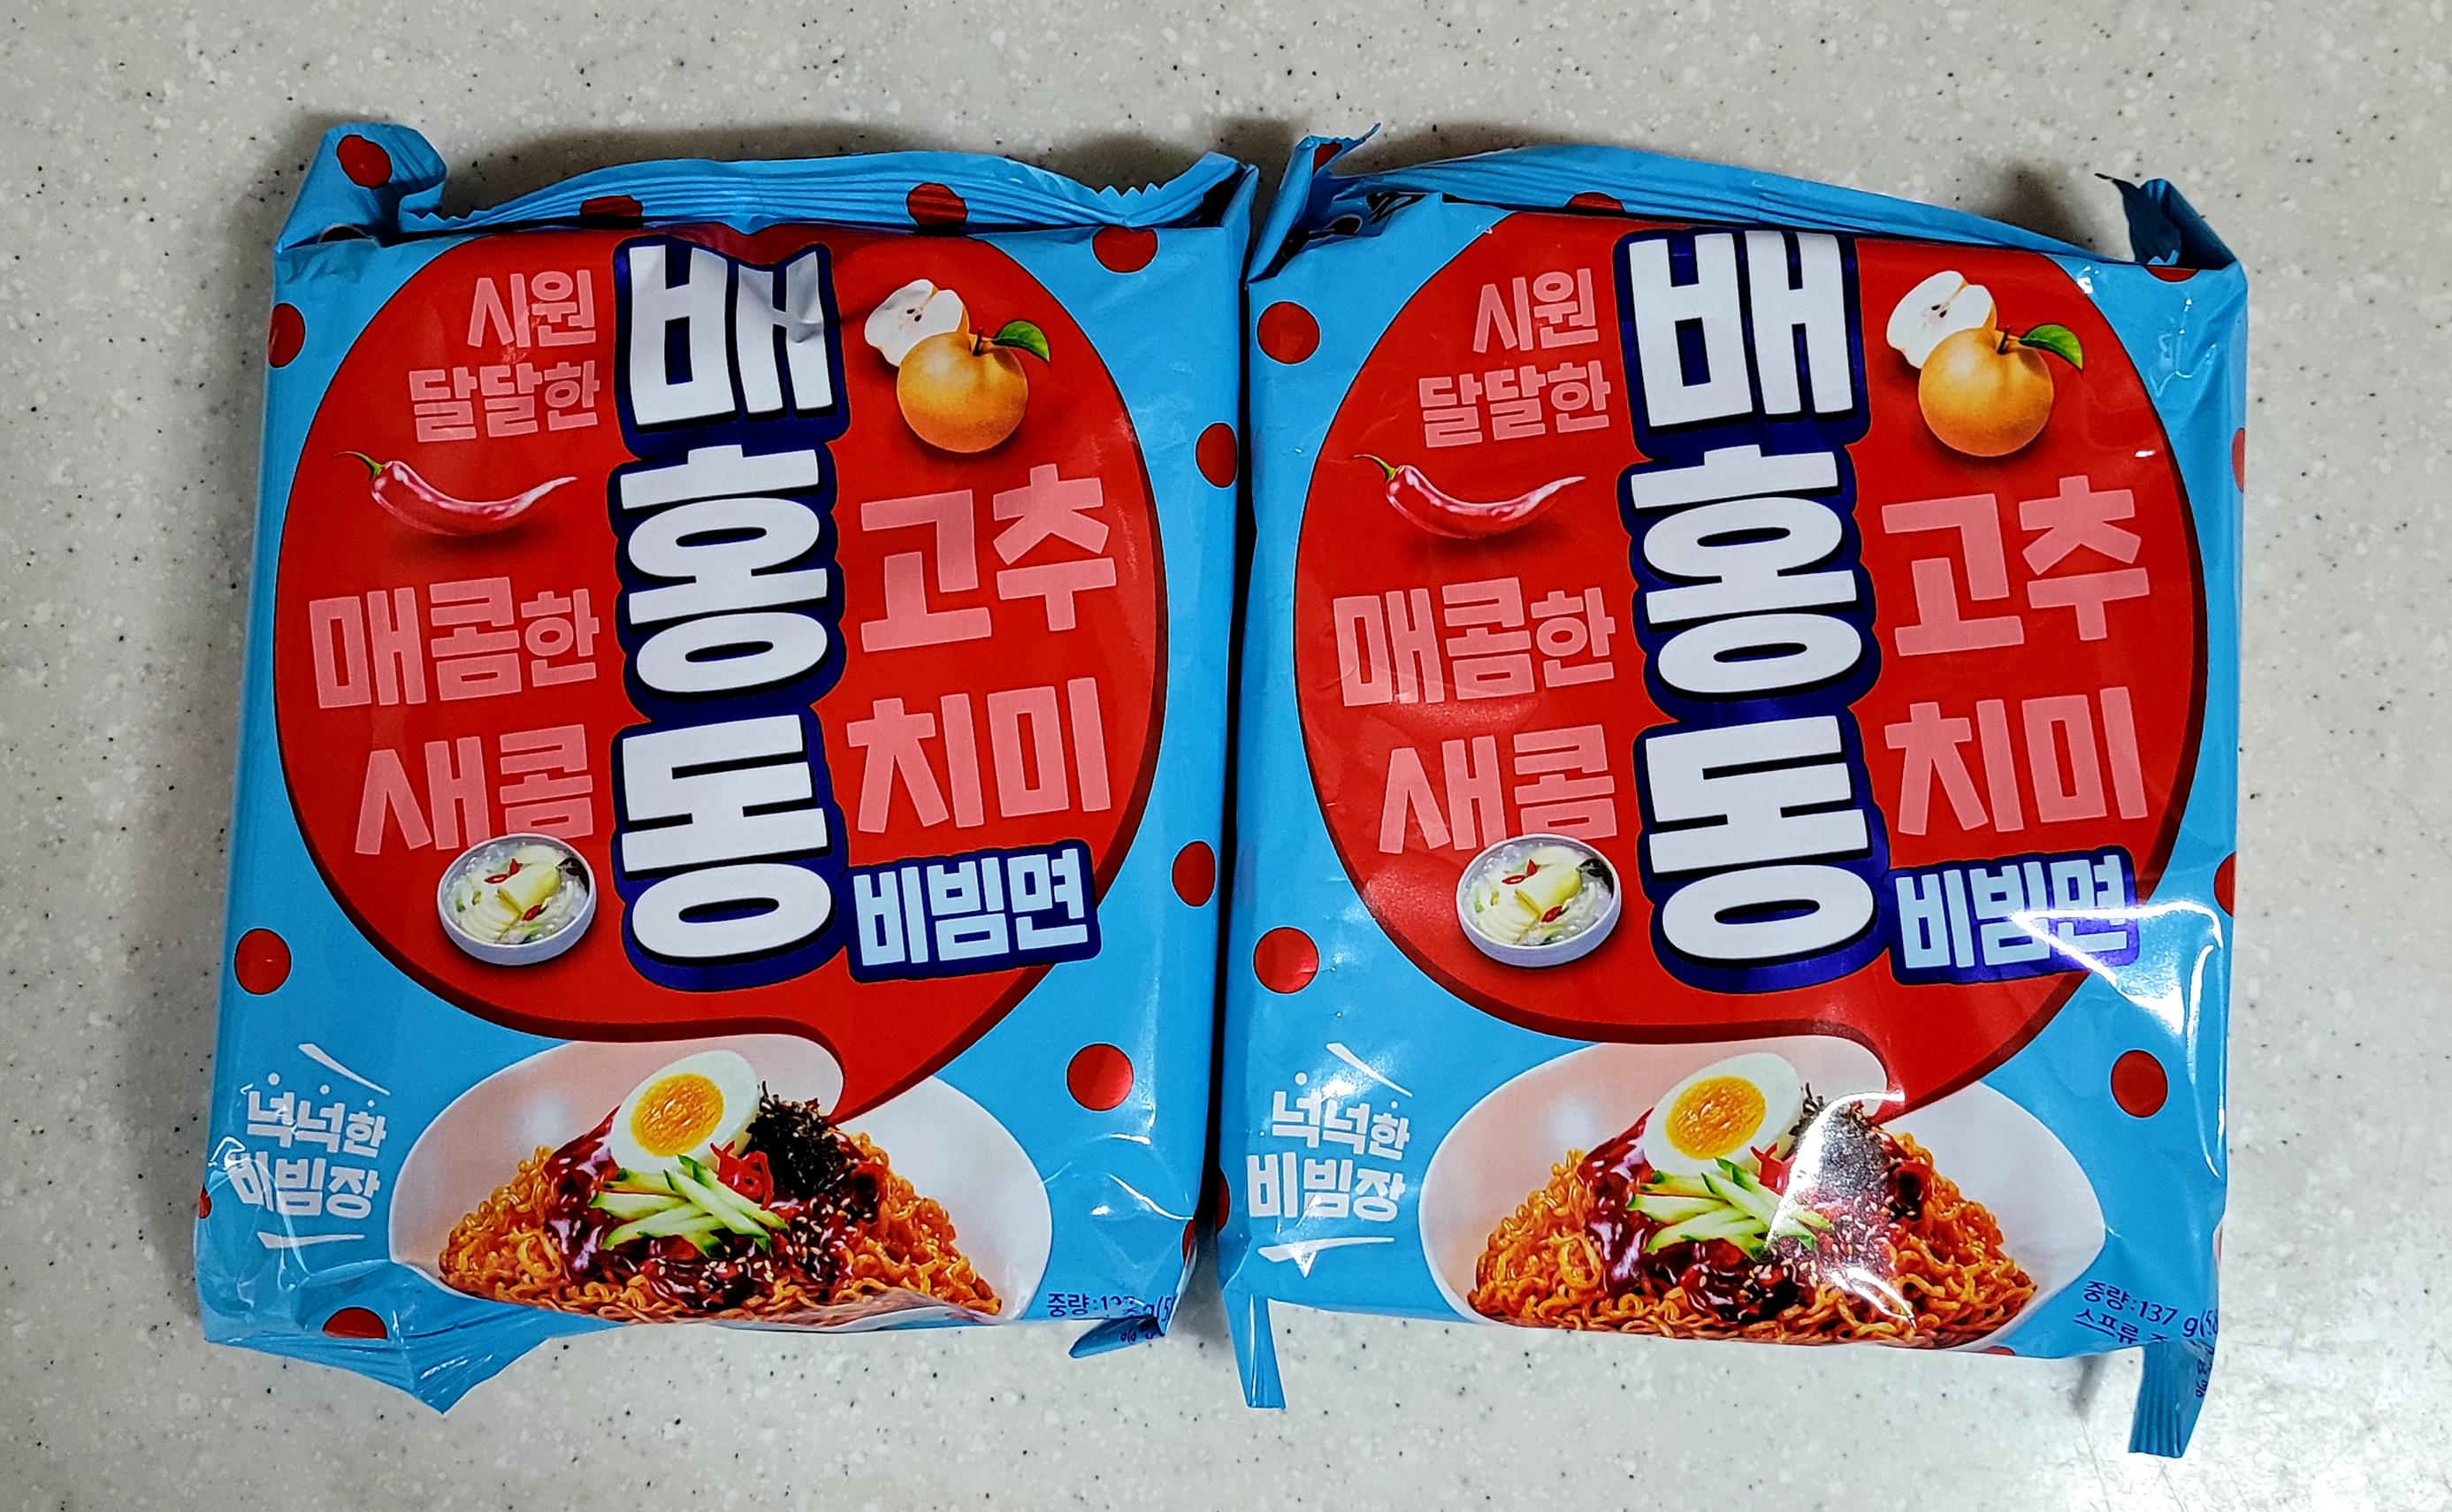 시원
달달한
배
매콤한
홍
고추
새콤
동
치미
비빔면
넉넉한
비빔장
중량:
시원
달달한
배
매콤한
홍
고추
새콤
동
치미
비빔면
넉넉한
비빔장
중량:137 g
스프류